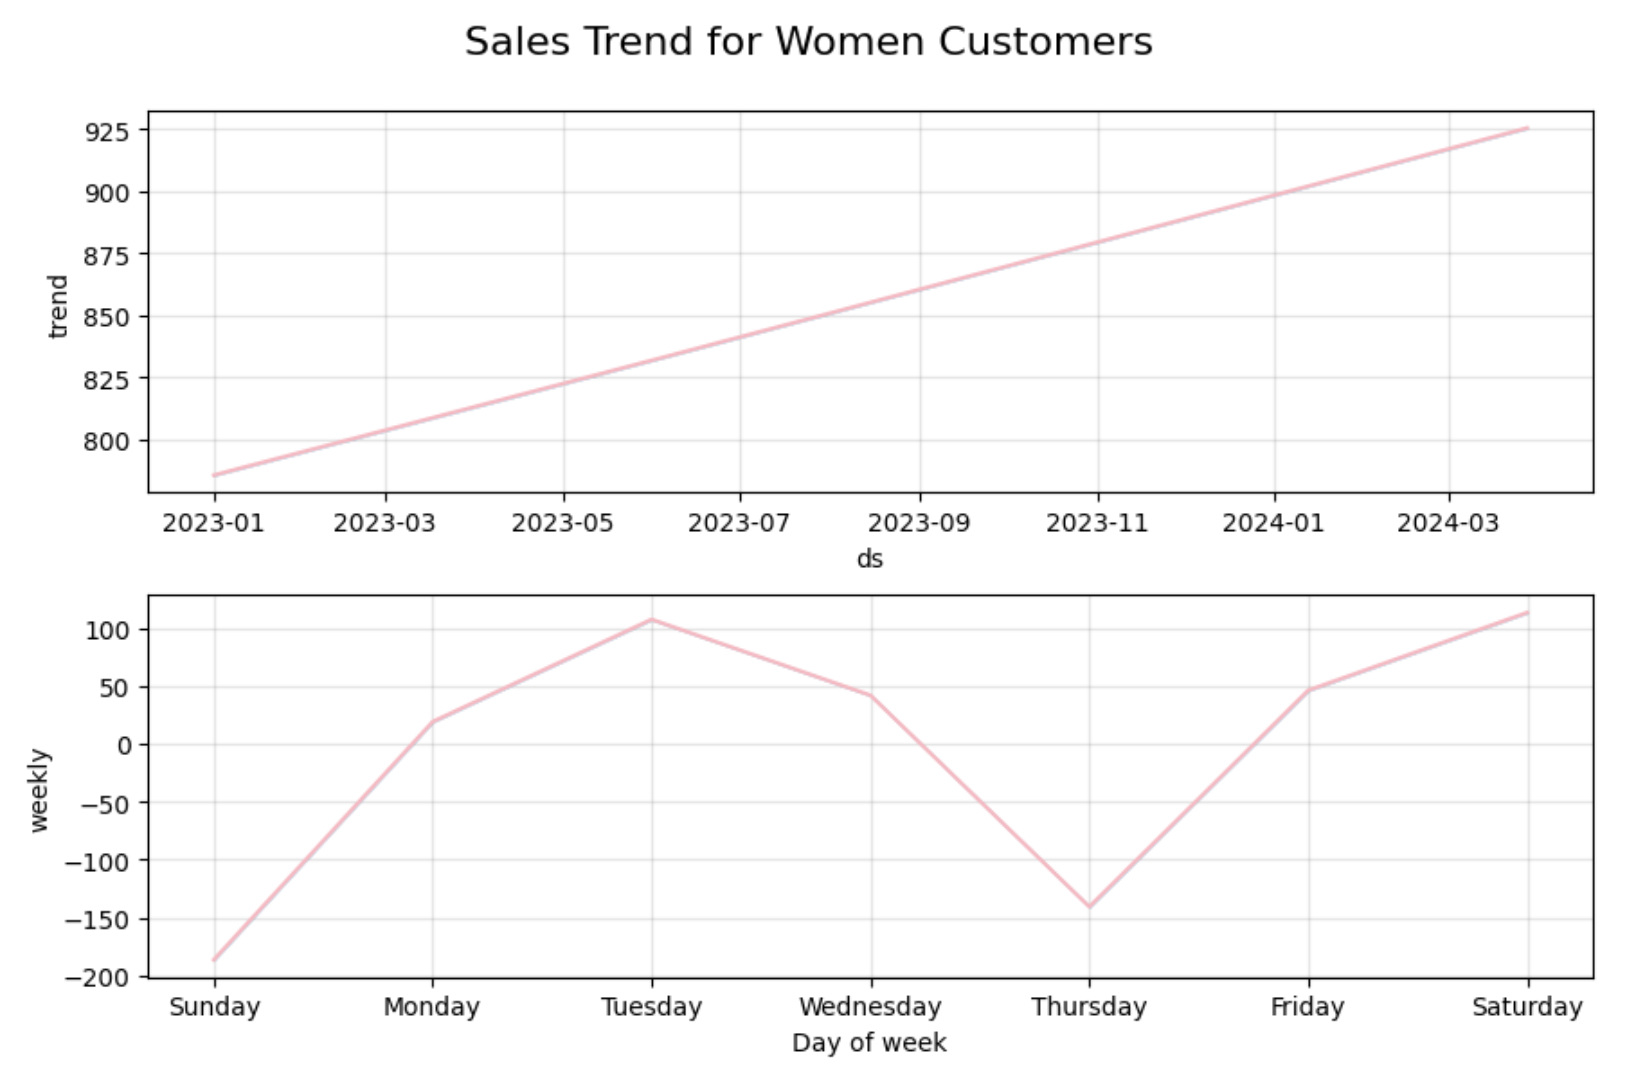 Sales Trend for Women Customers
925
900
875
850
825
800
trend
2023-01 2023-03 2023-05 2023-07 2023-09 2023-11 2024-01 2024-03
ds
100
50
0
−50
−100
−150
−200
weekly
Sunday Monday Tuesday Wednesday Thursday Friday Saturday
Day of week